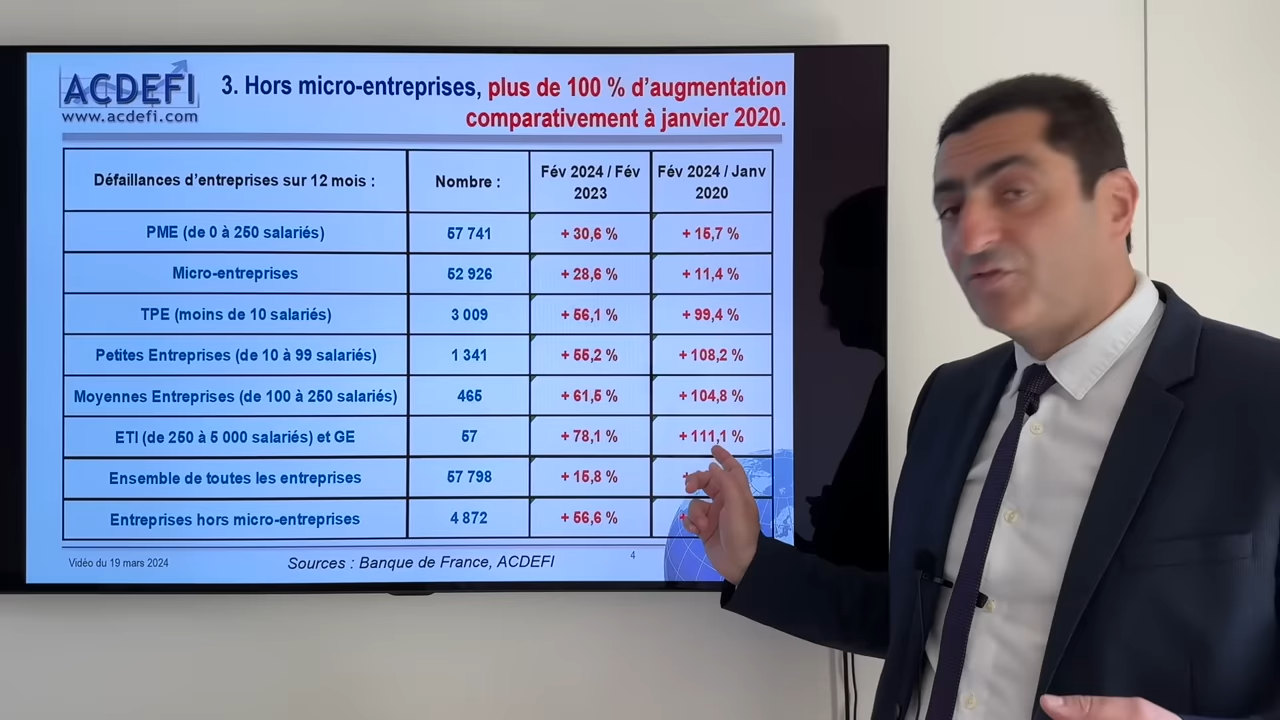 ACDEFI
www.acdefi.com
3. Hors micro-entreprises, plus de 100 % d’augmentation
comparativement à janvier 2020.
Défaillances d’entreprises sur 12 mois :
Nombre :
Fév 2024 / Fév
2023
Fév 2024 / Janv
2020
PME (de 0 à 250 salariés)
57 741
+ 30,6 %
+ 15,7 %
Micro-entreprises
52 926
+ 28,6 %
+ 11,4 %
TPE (moins de 10 salariés)
3 009
+ 56,1 %
+ 99,4 %
Petites Entreprises (de 10 à 99 salariés)
1 341
+ 55,2 %
+ 108,2 %
Moyennes Entreprises (de 100 à 250 salariés)
465
+ 61,5 %
+ 104,8 %
ETI (de 250 à 5 000 salariés) et GE
57
+ 78,1 %
+ 111,1 %
Ensemble de toutes les entreprises
57 798
+ 15,8 %
Entreprises hors micro-entreprises
4 872
+ 56,6 %
Vidéo du 19 mars 2024
Sources : Banque de France, ACDEFI
4